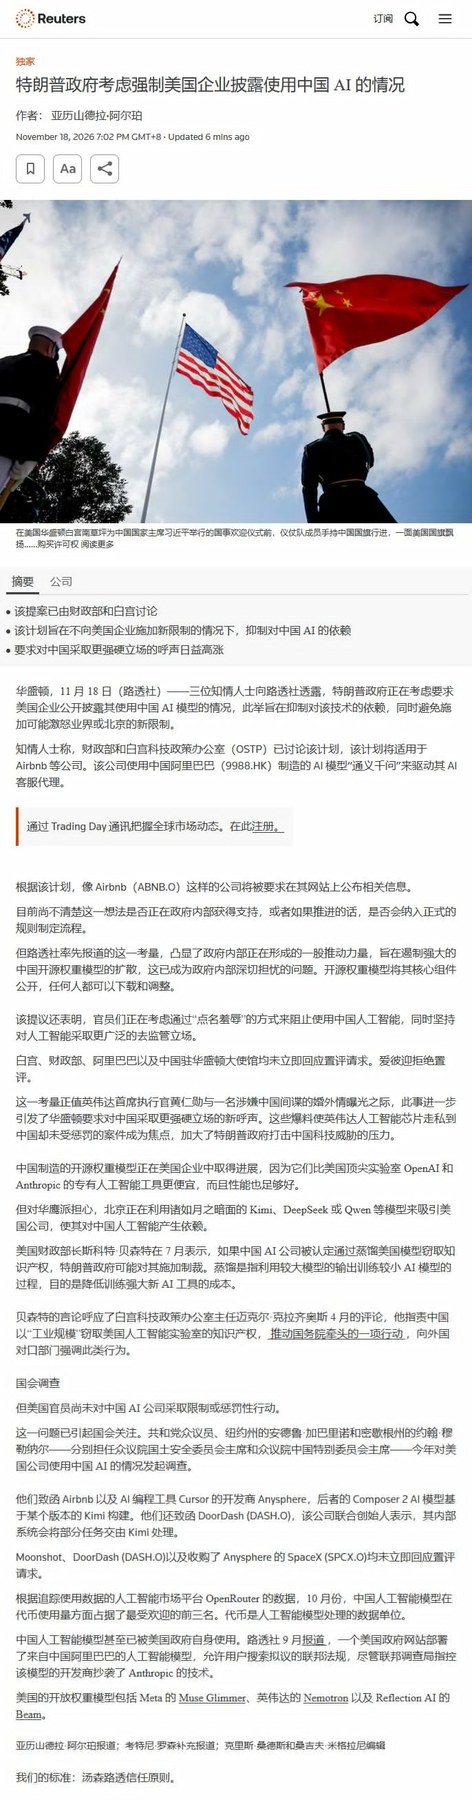 Reuters
订阅
独家
特朗普政府考虑强制美国企业披露使用中国 AI 的情况
作者： 亚历山德拉·阿尔珀
November 18, 2026 7:02 PM GMT+8 · Updated 6 mins ago
Aa
在美国华盛顿白宫南草坪为中国国家主席习近平举行的国事欢迎仪式前，仪仗队成员手持中国国旗行进，一面美国国旗飘
扬……购买许可权 阅读更多
摘要
公司
该提案已由财政部和白宫讨论
该计划旨在不向美国企业施加新限制的情况下，抑制对中国 AI 的依赖
要求对中国采取更强硬立场的呼声日益高涨
华盛顿，11 月 18 日（路透社）——三位知情人士向路透社透露，特朗普政府正在考虑要求
美国企业公开披露其使用中国 AI 模型的情况，此举旨在抑制对该技术的依赖，同时避免施
加可能激怒业界或北京的新限制。
知情人士称，财政部和白宫科技政策办公室（OSTP）已讨论该计划，该计划将适用于
Airbnb 等公司。该公司使用中国阿里巴巴（9988.HK）制造的 AI 模型“通义千问”来驱动其 AI
客服代理。
通过 Trading Day 通讯把握全球市场动态。在此注册。
根据该计划，像 Airbnb（ABNB.O）这样的公司将被要求在其网站上公布相关信息。
目前尚不清楚这一想法是否正在政府内部获得支持，或者如果推进的话，是否会纳入正式的
规则制定流程。
但路透社率先报道的这一考量，凸显了政府内部正在形成的一股推动力量，旨在遏制强大的
中国开源权重模型的扩散，这已成为政府内部深切担忧的问题。开源权重模型将其核心组件
公开，任何人都可以下载和调整。
该提议还表明，官员们正在考虑通过“点名羞辱”的方式来阻止使用中国人工智能，同时坚持
对人工智能采取更广泛的去监管立场。
白宫、财政部、阿里巴巴以及中国驻华盛顿大使馆均未立即回应置评请求。爱彼迎拒绝置
评。
这一考量正值英伟达首席执行官黄仁勋与一名涉嫌中国间谍的婚外情曝光之际，此事进一步
引发了华盛顿要求对中国采取更强硬立场的新呼声。这些爆料使英伟达人工智能芯片走私到
中国却未受惩罚的案件成为焦点，加大了特朗普政府打击中国科技威胁的压力。
中国制造的开源权重模型正在美国企业中取得进展，因为它们比美国顶尖实验室 OpenAI 和
Anthropic 的专有人工智能工具更便宜，而且性能也足够好。
但对华鹰派担心，北京正在利用诸如月之暗面的 Kimi、DeepSeek 或 Qwen 等模型来吸引美
国公司，使其对中国人工智能产生依赖。
美国财政部长斯科特·贝森特在 7 月表示，如果中国 AI 公司被认定通过蒸馏美国模型窃取知
识产权，特朗普政府可能对其施加制裁。蒸馏是指利用较大模型的输出训练较小 AI 模型的
过程，目的是降低训练强大新 AI 工具的成本。
贝森特的言论呼应了白宫科技政策办公室主任迈克尔·克拉齐奥斯 4 月的评论，他指责中国
以“工业规模”窃取美国人工智能实验室的知识产权， 推动国务院牵头的一项行动 ，向外国
对口部门强调此类行为。
国会调查
但美国官员尚未对中国 AI 公司采取限制或惩罚性行动。
这一问题已引起国会关注。共和党众议员、纽约州的安德鲁·加巴里诺和密歇根州的约翰·穆
勒纳尔——分别担任众议院国土安全委员会主席和众议院中国特别委员会主席——今年对美
国公司使用中国 AI 的情况发起调查。
他们致函 Airbnb 以及 AI 编程工具 Cursor 的开发商 Anysphere，后者的 Composer 2 AI 模型基
于某个版本的 Kimi 构建。他们还致函 DoorDash (DASH.O)，该公司联合创始人表示，其内部
系统会将部分任务交由 Kimi 处理。
Moonshot、DoorDash (DASH.O)以及收购了 Anysphere 的 SpaceX (SPCX.O)均未立即回应置评
请求。
根据追踪使用数据的人工智能市场平台 OpenRouter 的数据，10 月份，中国人工智能模型在
代币使用量方面占据了最受欢迎的前三名。代币是人工智能模型处理的数据单位。
中国人工智能模型甚至已被美国政府自身使用。路透社 9 月报道 ，一个美国政府网站部署
了来自中国阿里巴巴的人工智能模型，允许用户搜索拟议的联邦法规，尽管联邦调查局指控
该模型的开发商抄袭了 Anthropic 的技术。
美国的开放权重模型包括 Meta 的 Muse Glimmer、英伟达的 Nemotron 以及 Reflection AI 的
Beam。
亚历山德拉·阿尔珀报道；考特尼·罗森补充报道；克里斯·桑德斯和桑吉夫·米格拉尼编辑
我们的标准：汤森路透信任原则。